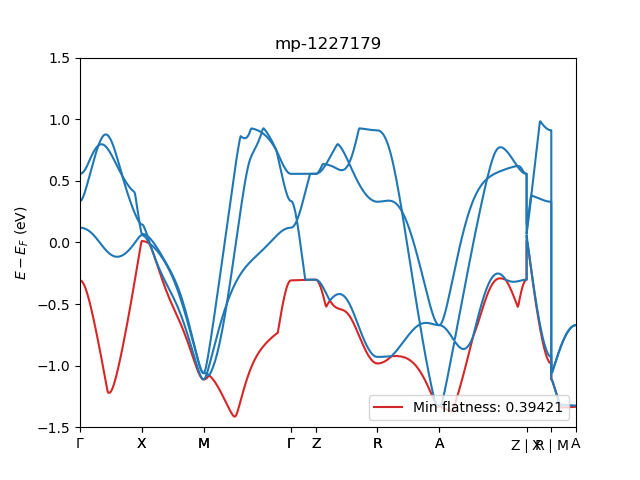 mp-1227179
E − E_F (eV)
1.5
1.0
0.5
0.0
−0.5
−1.0
−1.5
Min flatness: 0.39421
Γ X M Γ Z R A Z | X R | M A